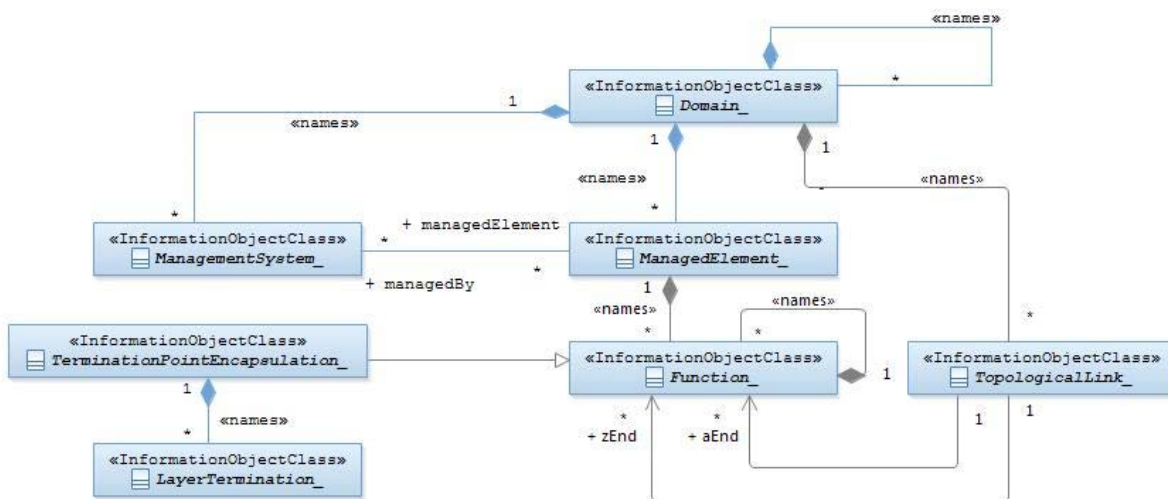 «names»
*
«InformationObjectClass»
Domain_
1
«names»
1
«names»
1
«names»
*
*
+ managedElement
«InformationObjectClass»
ManagementSystem_
*
*
+ managedBy
«InformationObjectClass»
ManagedElement_
1
«names»
*
«names»
*
1
*
«InformationObjectClass»
TerminationPointEncapsulation_
«InformationObjectClass»
Function_
«InformationObjectClass»
TopologicalLink_
1
«names»
*
*
+ zEnd
*
+ aEnd
1
1
«InformationObjectClass»
LayerTermination_